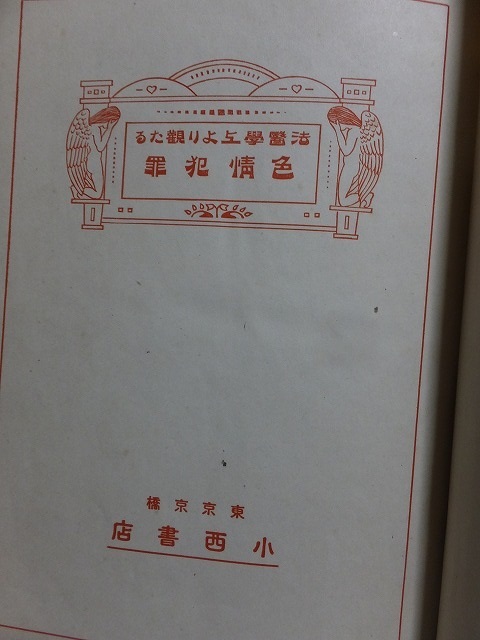 法醫學上より觀たる
色情犯罪
東京京橋
小西書店